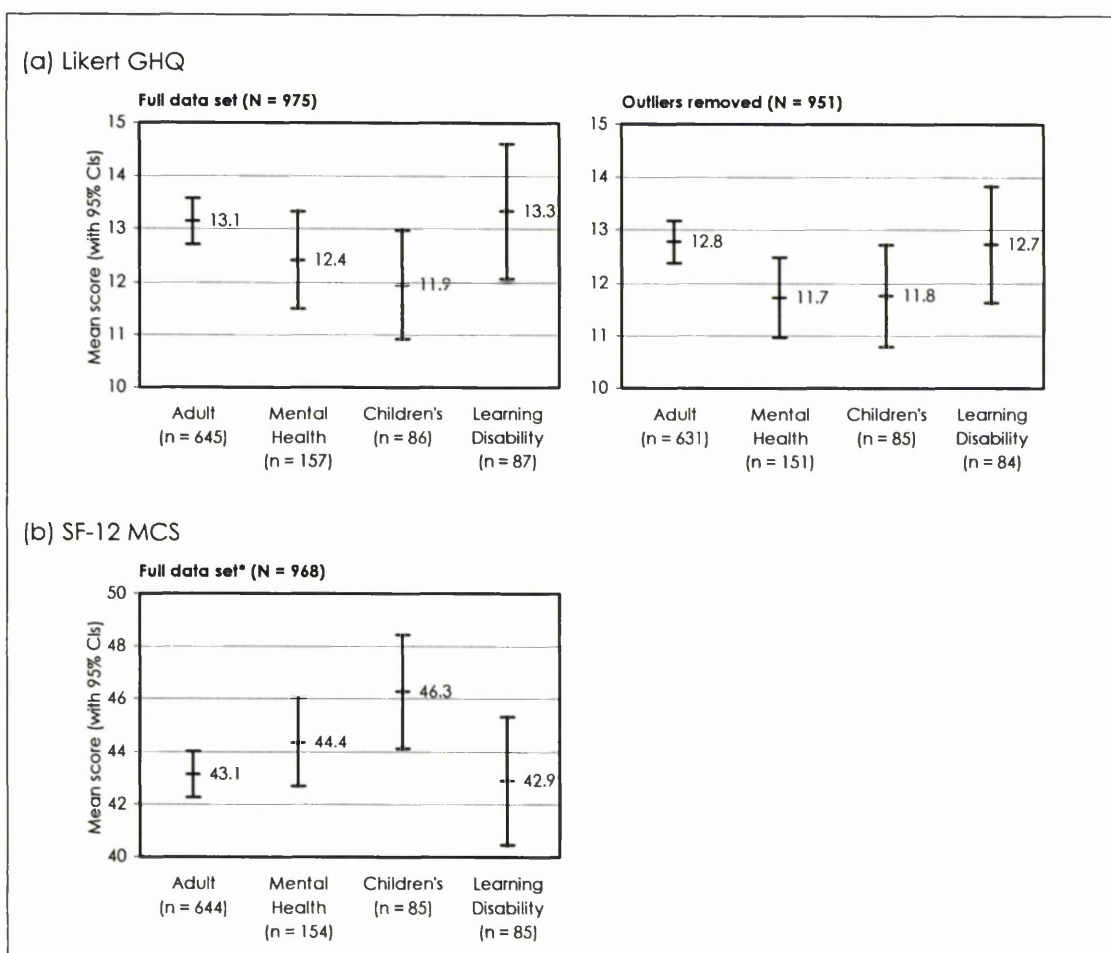 (a) Likert GHQ
Full data set (N = 975)
Mean score (with 95% CIs)
15
14
13
12
11
10
13.1
12.4
11.9
13.3
Adult
(n = 645)
Mental
Health
(n = 157)
Children's
(n = 86)
Learning
Disability
(n = 87)
Outliers removed (N = 951)
15
14
13
12
11
10
12.8
11.7
11.8
12.7
Adult
(n = 631)
Mental
Health
(n = 151)
Children's
(n = 85)
Learning
Disability
(n = 84)
(b) SF-12 MCS
Full data set* (N = 968)
Mean score (with 95% CIs)
50
48
46
44
42
40
43.1
44.4
46.3
42.9
Adult
(n = 644)
Mental
Health
(n = 154)
Children's
(n = 85)
Learning
Disability
(n = 85)